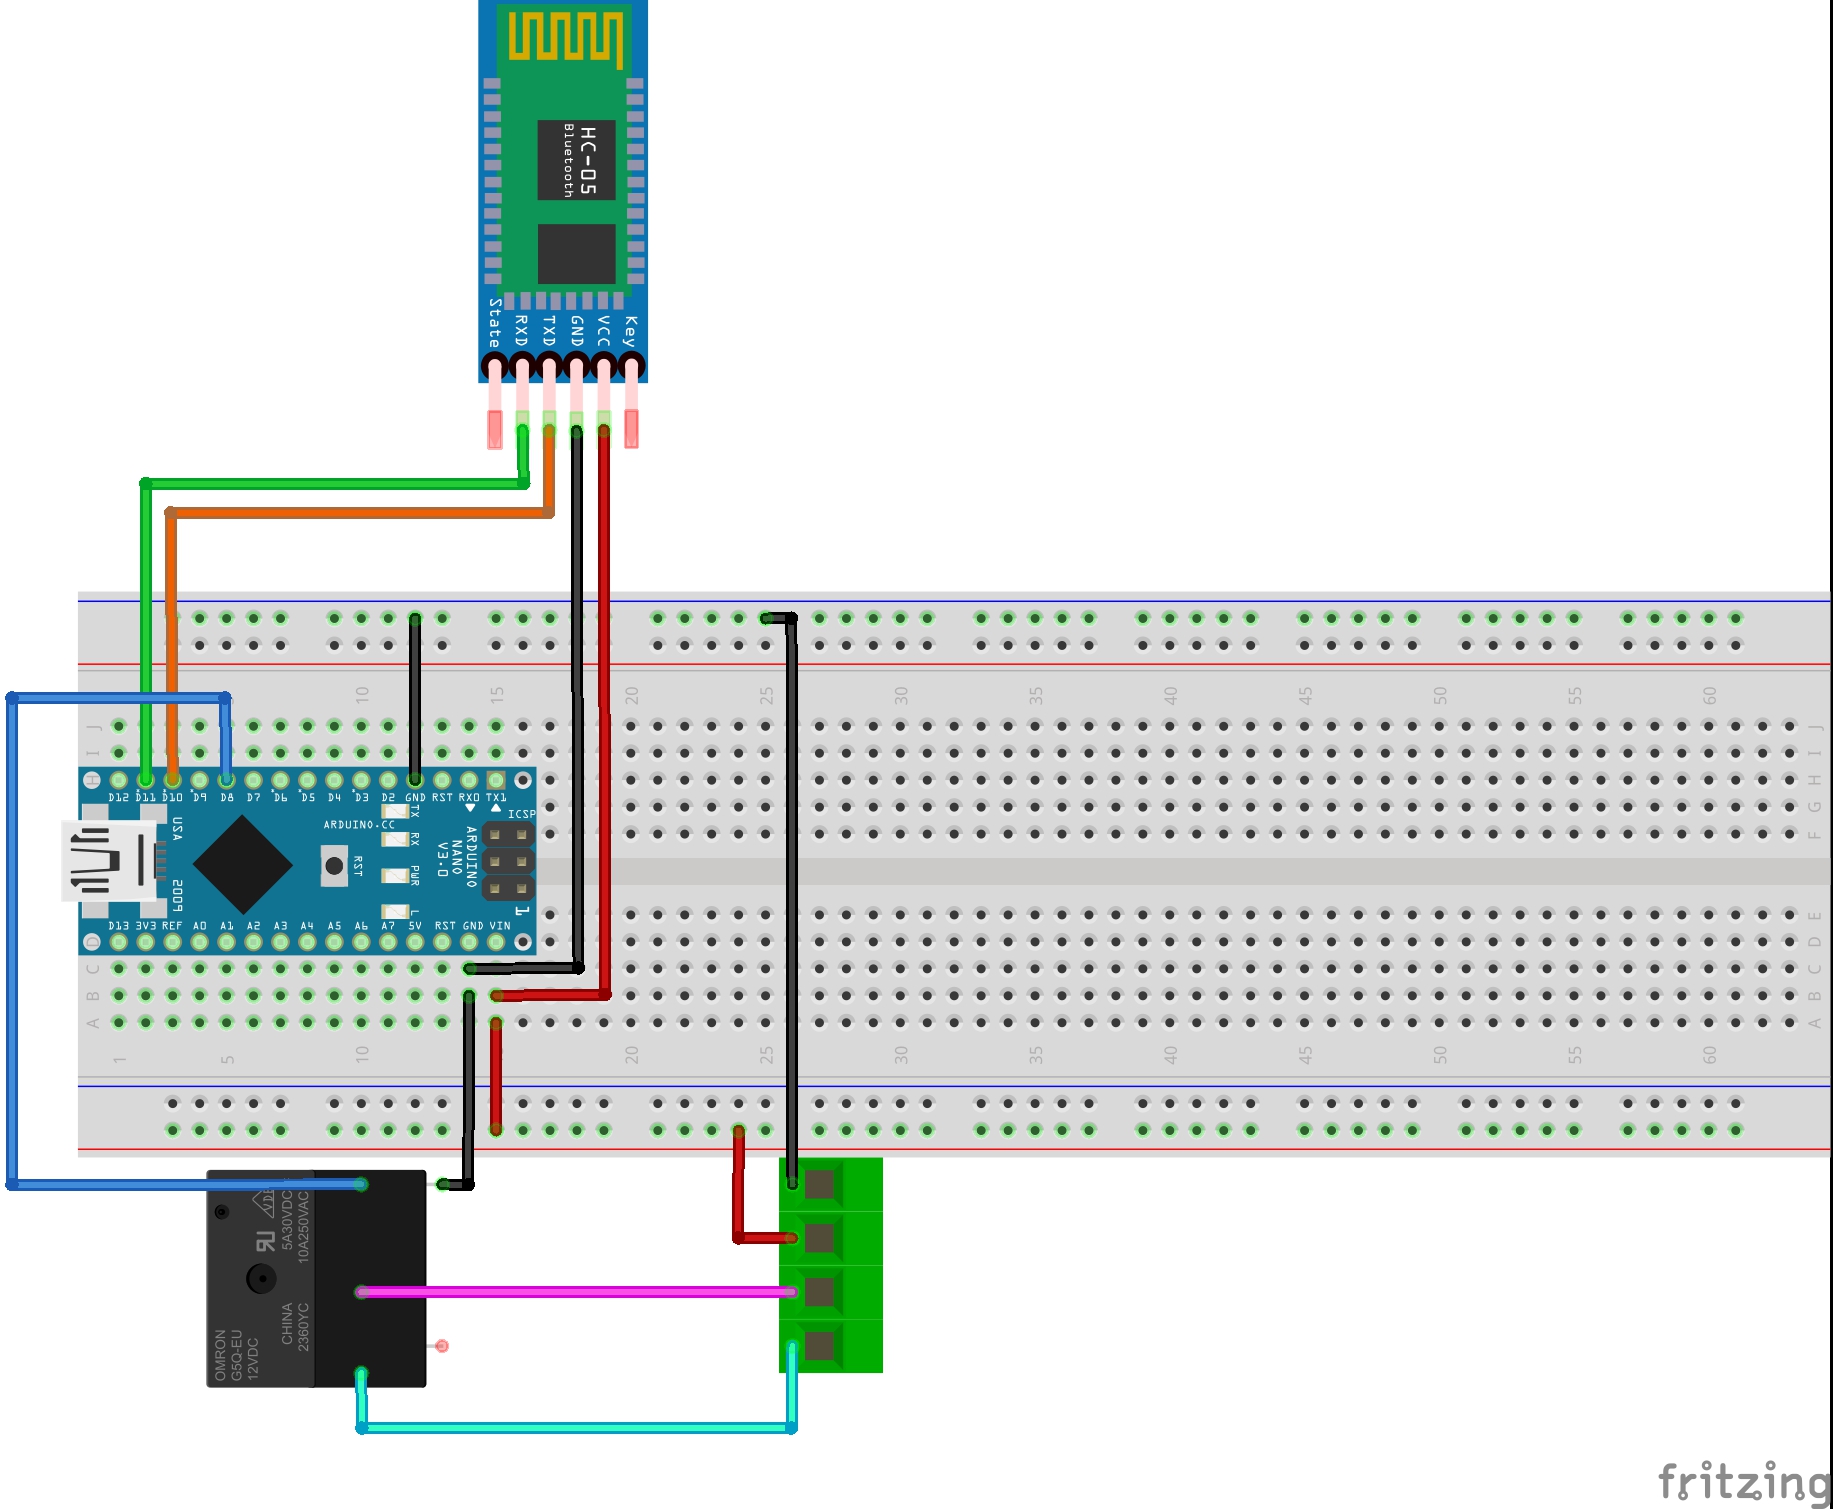 HC-05
Bluetooth
State
RXD
TXD
GND
VCC
Key
10
15
20
25
30
35
40
45
50
55
60
J
J
I
I
H
H
D12 D11 D10 D9 D8 D7 D6 D5 D4 D3 D2 GND RST RX0 TX1
G
F
USA
2009
ARDUINO.CC
RST
TX
RX
PWR
L
ARDUINO
NANO
V3.0
ICSP
1
D13 3V3 REF A0 A1 A2 A3 A4 A5 A6 A7 5V RST GND VIN
E
D
D
C
C
B
B
A
A
1
5
10
20
25
30
35
40
45
50
55
60
VDE
RU
5A30VDC
10A250VAC
CHINA
2360YC
OMRON
G5Q-EU
12VDC
fritzing